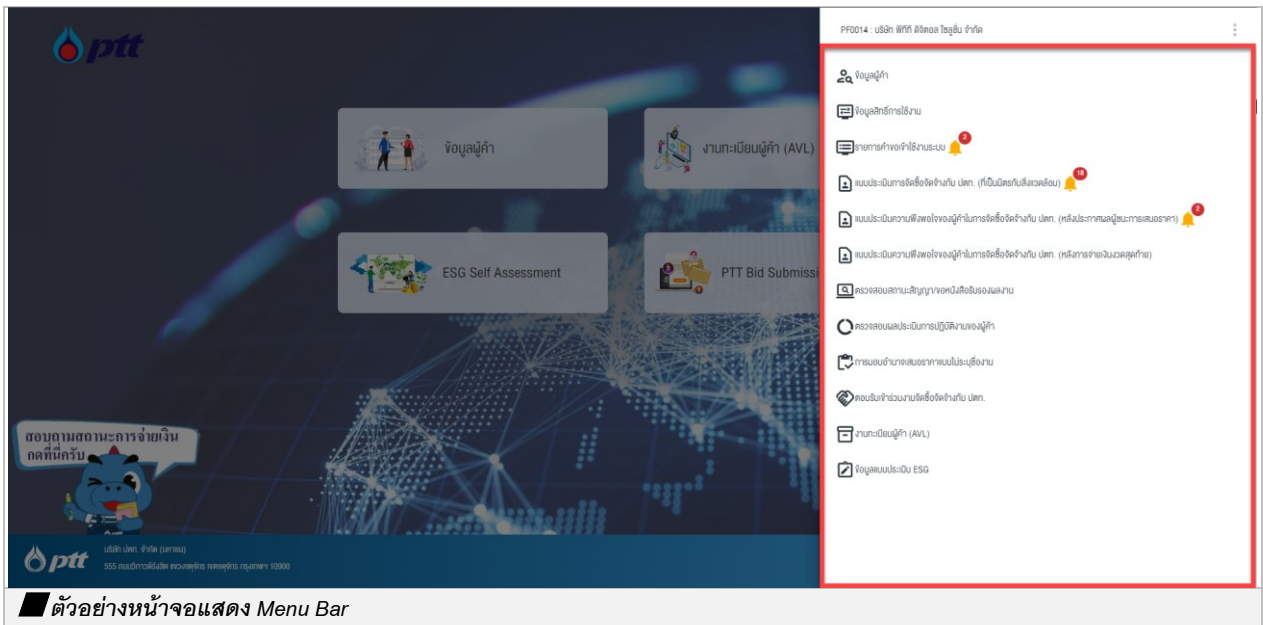 ptt
PF0014 : บริษัท พีทีที ดิจิตอล โซลูชั่น จำกัด
ข้อมูลผู้ค้า
ข้อมูลสิทธิ์การใช้งาน
รายการคำขอเข้าใช้งานระบบ 2
แบบประเมินการจัดซื้อจัดจ้างกับ ปตท. (ที่เป็นมิตรกับสิ่งแวดล้อม) 18
แบบประเมินความพึงพอใจของผู้ค้าในการจัดซื้อจัดจ้างกับ ปตท. (หลังประกาศผลผู้ชนะการเสนอราคา) 2
แบบประเมินความพึงพอใจของผู้ค้าในการจัดซื้อจัดจ้างกับ ปตท. (หลังการจ่ายเงินงวดสุดท้าย)
ตรวจสอบสถานะสัญญา/ขอหนังสือรับรองผลงาน
ตรวจสอบผลประเมินการปฏิบัติงานของผู้ค้า
การมอบอำนาจเสนอราคาแบบไม่ระบุชื่องาน
ตอบรับเข้าร่วมงานจัดซื้อจัดจ้างกับ ปตท.
งานทะเบียนผู้ค้า (AVL)
ข้อมูลแบบประเมิน ESG
ข้อมูลผู้ค้า
งานทะเบียนผู้ค้า (AVL)
ESG Self Assessment
PTT Bid Submissi
สอบถามสถานะการจ่ายเงิน
กดที่นี่ครับ
ptt
บริษัท ปตท. จำกัด (มหาชน)
555 ถนนวิภาวดีรังสิต แขวงจตุจักร เขตจตุจักร กรุงเทพฯ 10900
ตัวอย่างหน้าจอแสดง Menu Bar